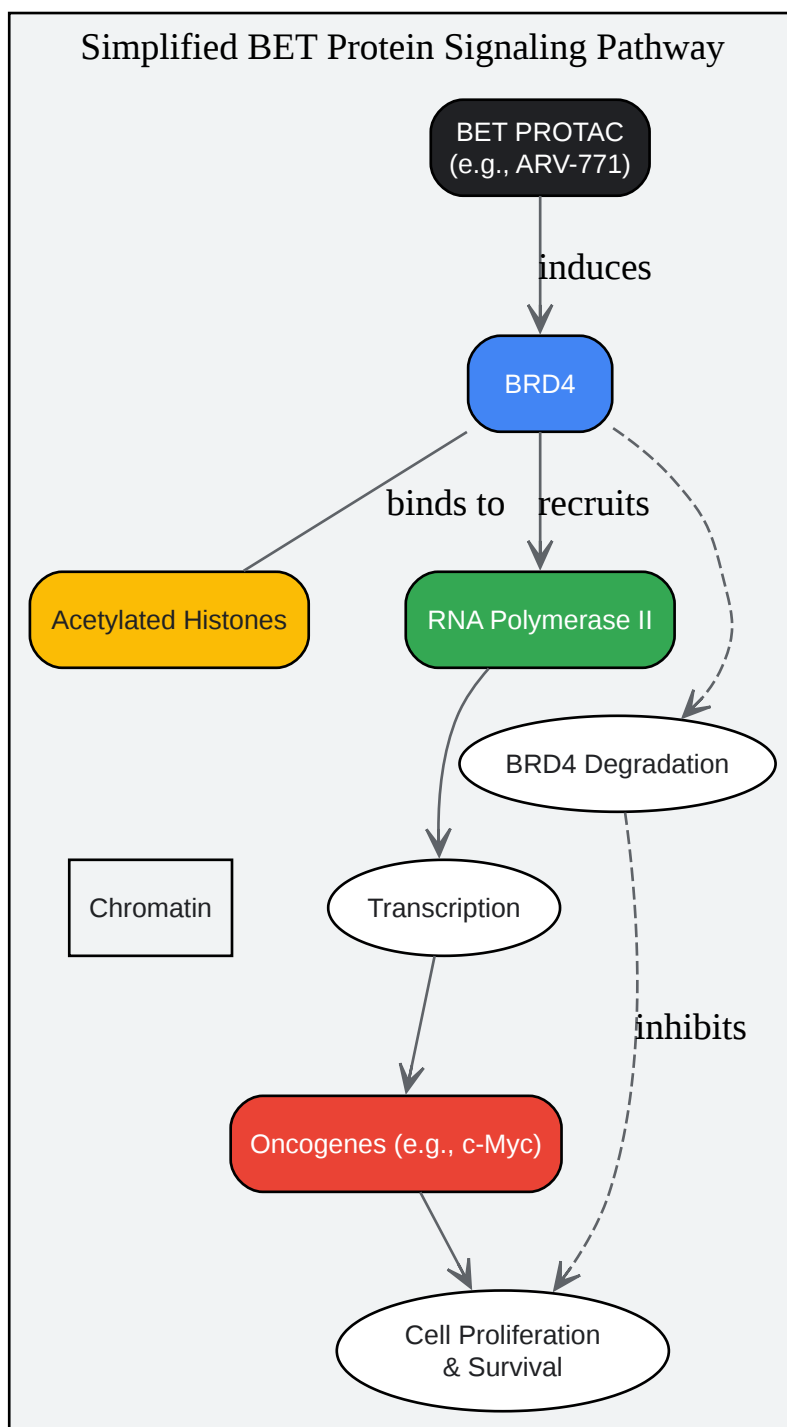 Simplified BET Protein Signaling Pathway
BET PROTAC
(e.g., ARV-771)
induces
BRD4
binds to
recruits
Acetylated Histones
RNA Polymerase II
BRD4 Degradation
Chromatin
Transcription
inhibits
Oncogenes (e.g., c-Myc)
Cell Proliferation
& Survival